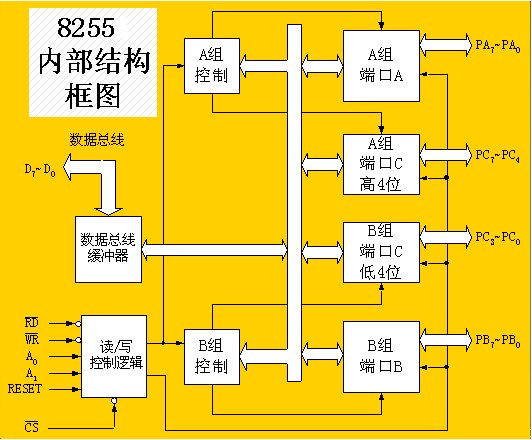 8255
内部结构
框图
A组
控制
A组
端口A
PA₇~PA₀
数据总线
D₇~D₀
A组
端口C
高4位
PC₇~PC₄
数据总线
缓冲器
B组
端口C
低4位
PC₃~PC₀
RD
WR
A₀
A₁
RESET
CS
读/写
控制逻辑
B组
控制
B组
端口B
PB₇~PB₀